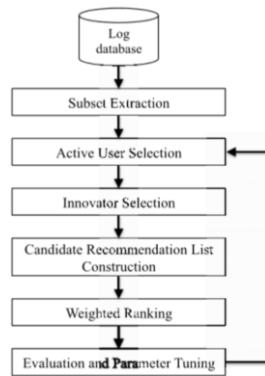 Log
database
Subset Extraction
Active User Selection
Innovator Selection
Candidate Recommendation List
Construction
Weighted Ranking
Evaluation and Parameter Tuning